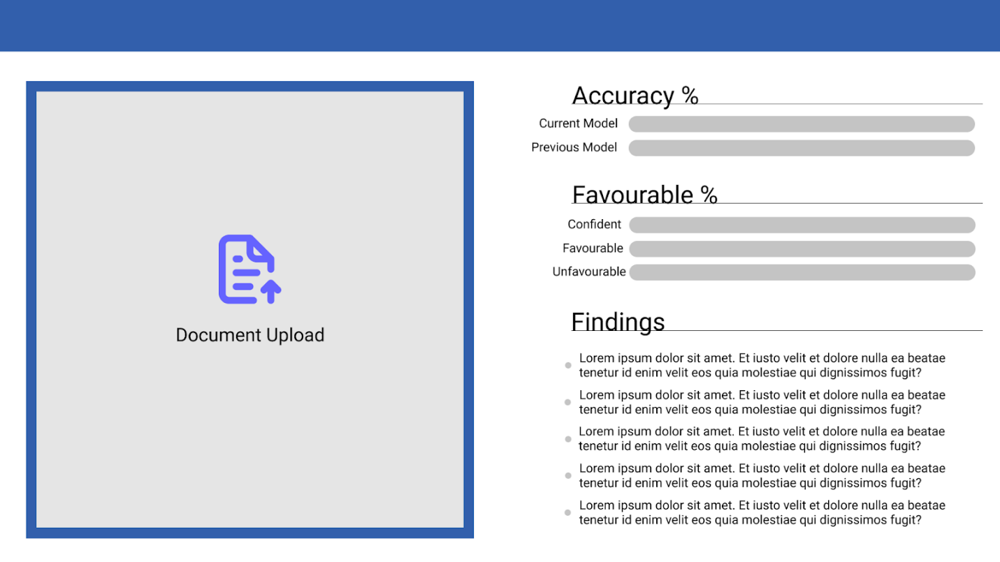 Document Upload
Accuracy %
Current Model
Previous Model
Favourable %
Confident
Favourable
Unfavourable
Findings
Lorem ipsum dolor sit amet. Et iusto velit et dolore nulla ea beatae
tenetur id enim velit eos quia molestiae qui dignissimos fugit?
Lorem ipsum dolor sit amet. Et iusto velit et dolore nulla ea beatae
tenetur id enim velit eos quia molestiae qui dignissimos fugit?
Lorem ipsum dolor sit amet. Et iusto velit et dolore nulla ea beatae
tenetur id enim velit eos quia molestiae qui dignissimos fugit?
Lorem ipsum dolor sit amet. Et iusto velit et dolore nulla ea beatae
tenetur id enim velit eos quia molestiae qui dignissimos fugit?
Lorem ipsum dolor sit amet. Et iusto velit et dolore nulla ea beatae
tenetur id enim velit eos quia molestiae qui dignissimos fugit?